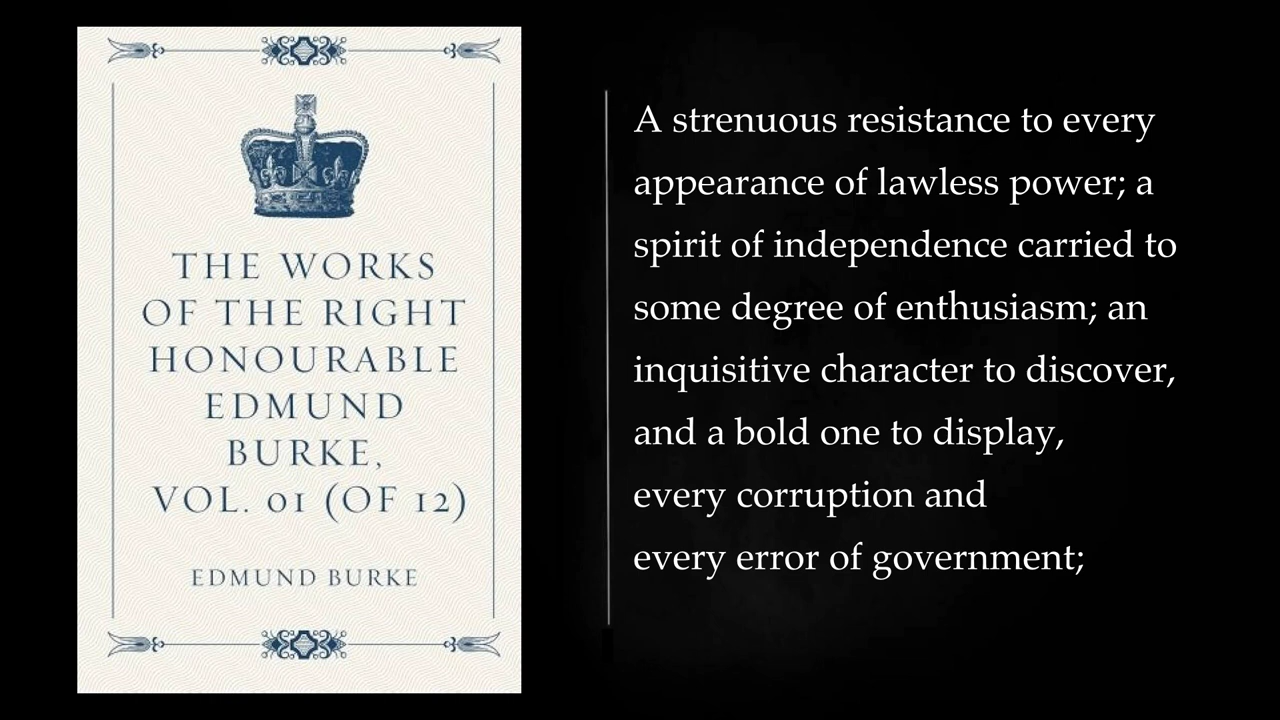 THE WORKS
OF THE RIGHT
HONOURABLE
EDMUND
BURKE,
VOL. 01 (OF 12)
EDMUND BURKE
A strenuous resistance to every
appearance of lawless power; a
spirit of independence carried to
some degree of enthusiasm; an
inquisitive character to discover,
and a bold one to display,
every corruption and
every error of government;